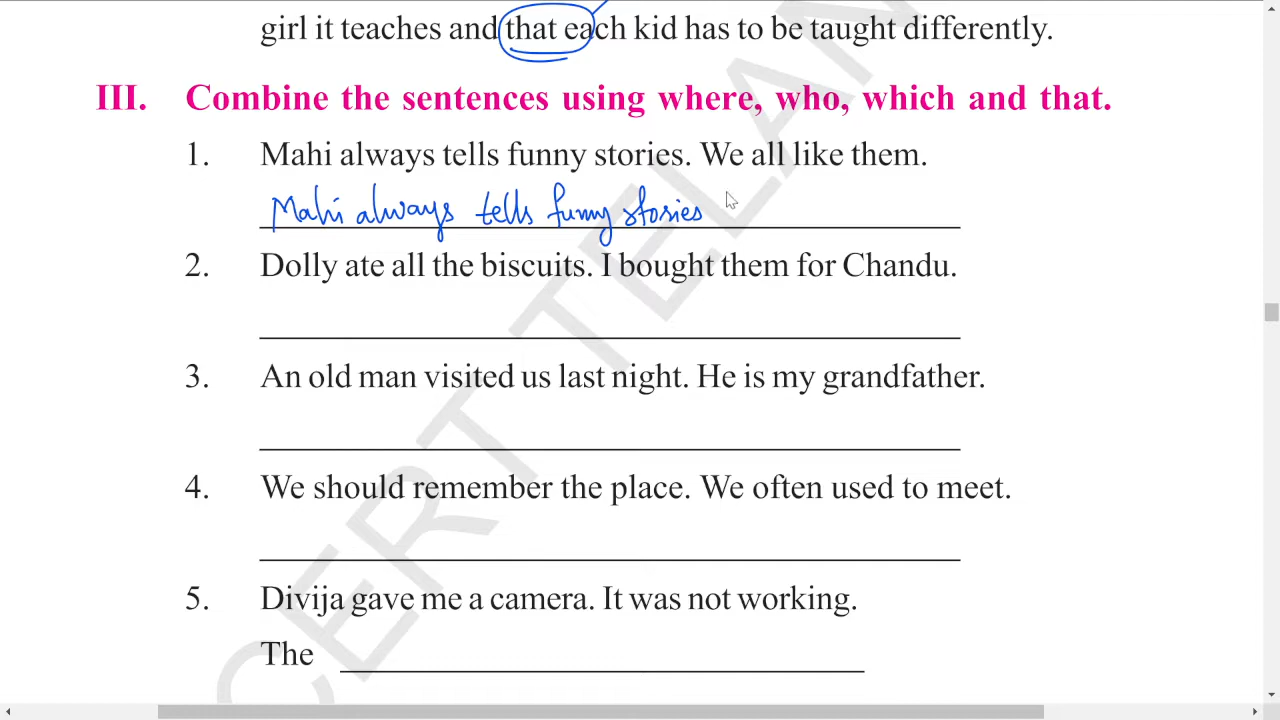 girl it teaches and that each kid has to be taught differently.
III. Combine the sentences using where, who, which and that.
1. Mahi always tells funny stories. We all like them.
Mahi always tells funny stories
2. Dolly ate all the biscuits. I bought them for Chandu.
3. An old man visited us last night. He is my grandfather.
4. We should remember the place. We often used to meet.
5. Divija gave me a camera. It was not working.
The
CERT TELAN